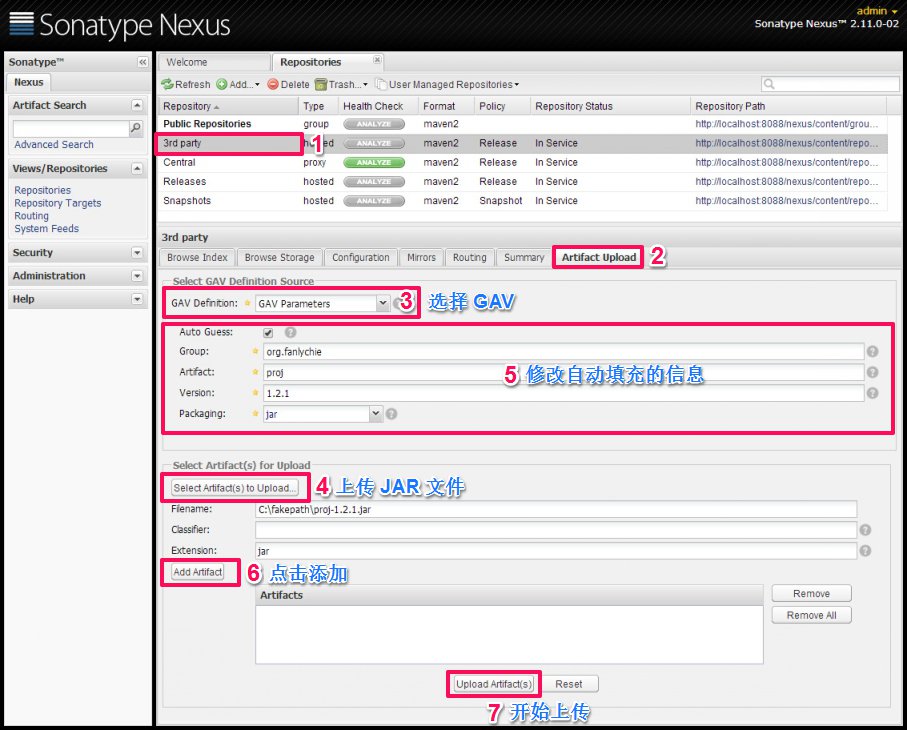 Sonatype Nexus
admin
Sonatype Nexus™ 2.11.0-02
Sonatype™
Nexus
Artifact Search
Advanced Search
Views/Repositories
Repositories
Repository Targets
Routing
System Feeds
Security
Administration
Help
Welcome Repositories
Refresh Add... Delete Trash... User Managed Repositories
Repository Type Health Check Format Policy Repository Status Repository Path
Public Repositories group ANALYZE maven2 http://localhost:8088/nexus/content/grou...
3rd party 1 ANALYZE maven2 Release In Service http://localhost:8088/nexus/content/repo...
Central proxy ANALYZE maven2 Release In Service http://localhost:8088/nexus/content/repo...
Releases hosted ANALYZE maven2 Release In Service http://localhost:8088/nexus/content/repo...
Snapshots hosted ANALYZE maven2 Snapshot In Service http://localhost:8088/nexus/content/repo...
3rd party
Browse Index Browse Storage Configuration Mirrors Routing Summary Artifact Upload 2
Select GAV Definition Source
GAV Definition: GAV Parameters 3 选择 GAV
Auto Guess:
Group: org.fanlychie
Artifact: proj 5 修改自动填充的信息
Version: 1.2.1
Packaging: jar
Select Artifact(s) for Upload
Select Artifact(s) to Upload... 4 上传 JAR 文件
Filename: C:\fakepath\proj-1.2.1.jar
Classifier:
Extension: jar
Add Artifact 6 点击添加
Artifacts
Remove
Remove All
Upload Artifact(s) Reset
7 开始上传